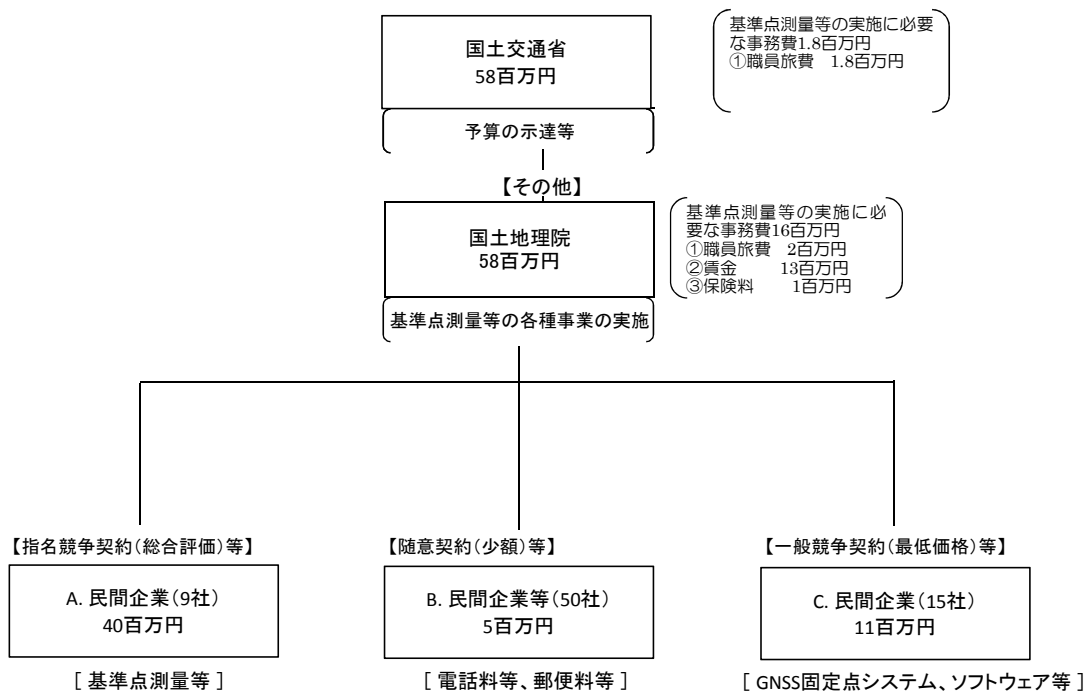 国土交通省
58百万円
基準点測量等の実施に必要
な事務費1.8百万円
①職員旅費 1.8百万円
予算の示達等
【その他】
国土地理院
58百万円
基準点測量等の実施に必
要な事務費16百万円
①職員旅費 2百万円
②賃金 13百万円
③保険料 1百万円
基準点測量等の各種事業の実施
【指名競争契約(総合評価)等】
A. 民間企業(9社)
40百万円
[ 基準点測量等 ]
【随意契約(少額)等】
B. 民間企業等(50社)
5百万円
[ 電話料等、郵便料等 ]
【一般競争契約(最低価格)等】
C. 民間企業(15社)
11百万円
[ GNSS固定点システム、ソフトウェア等 ]